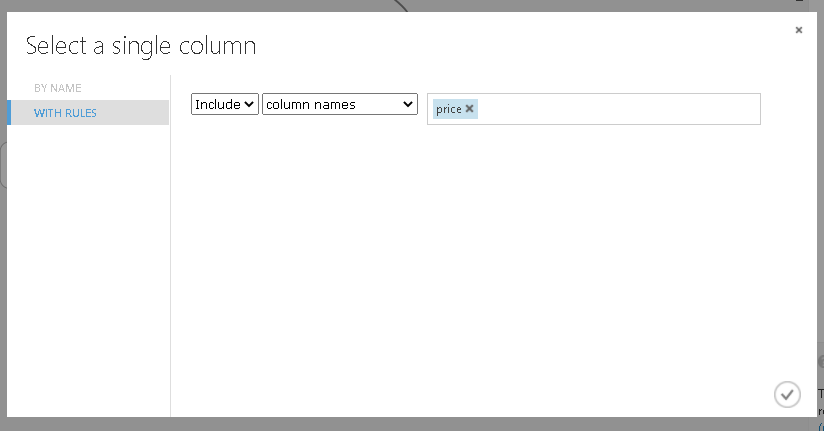 Select a single column
BY NAME
WITH RULES
Include column names price